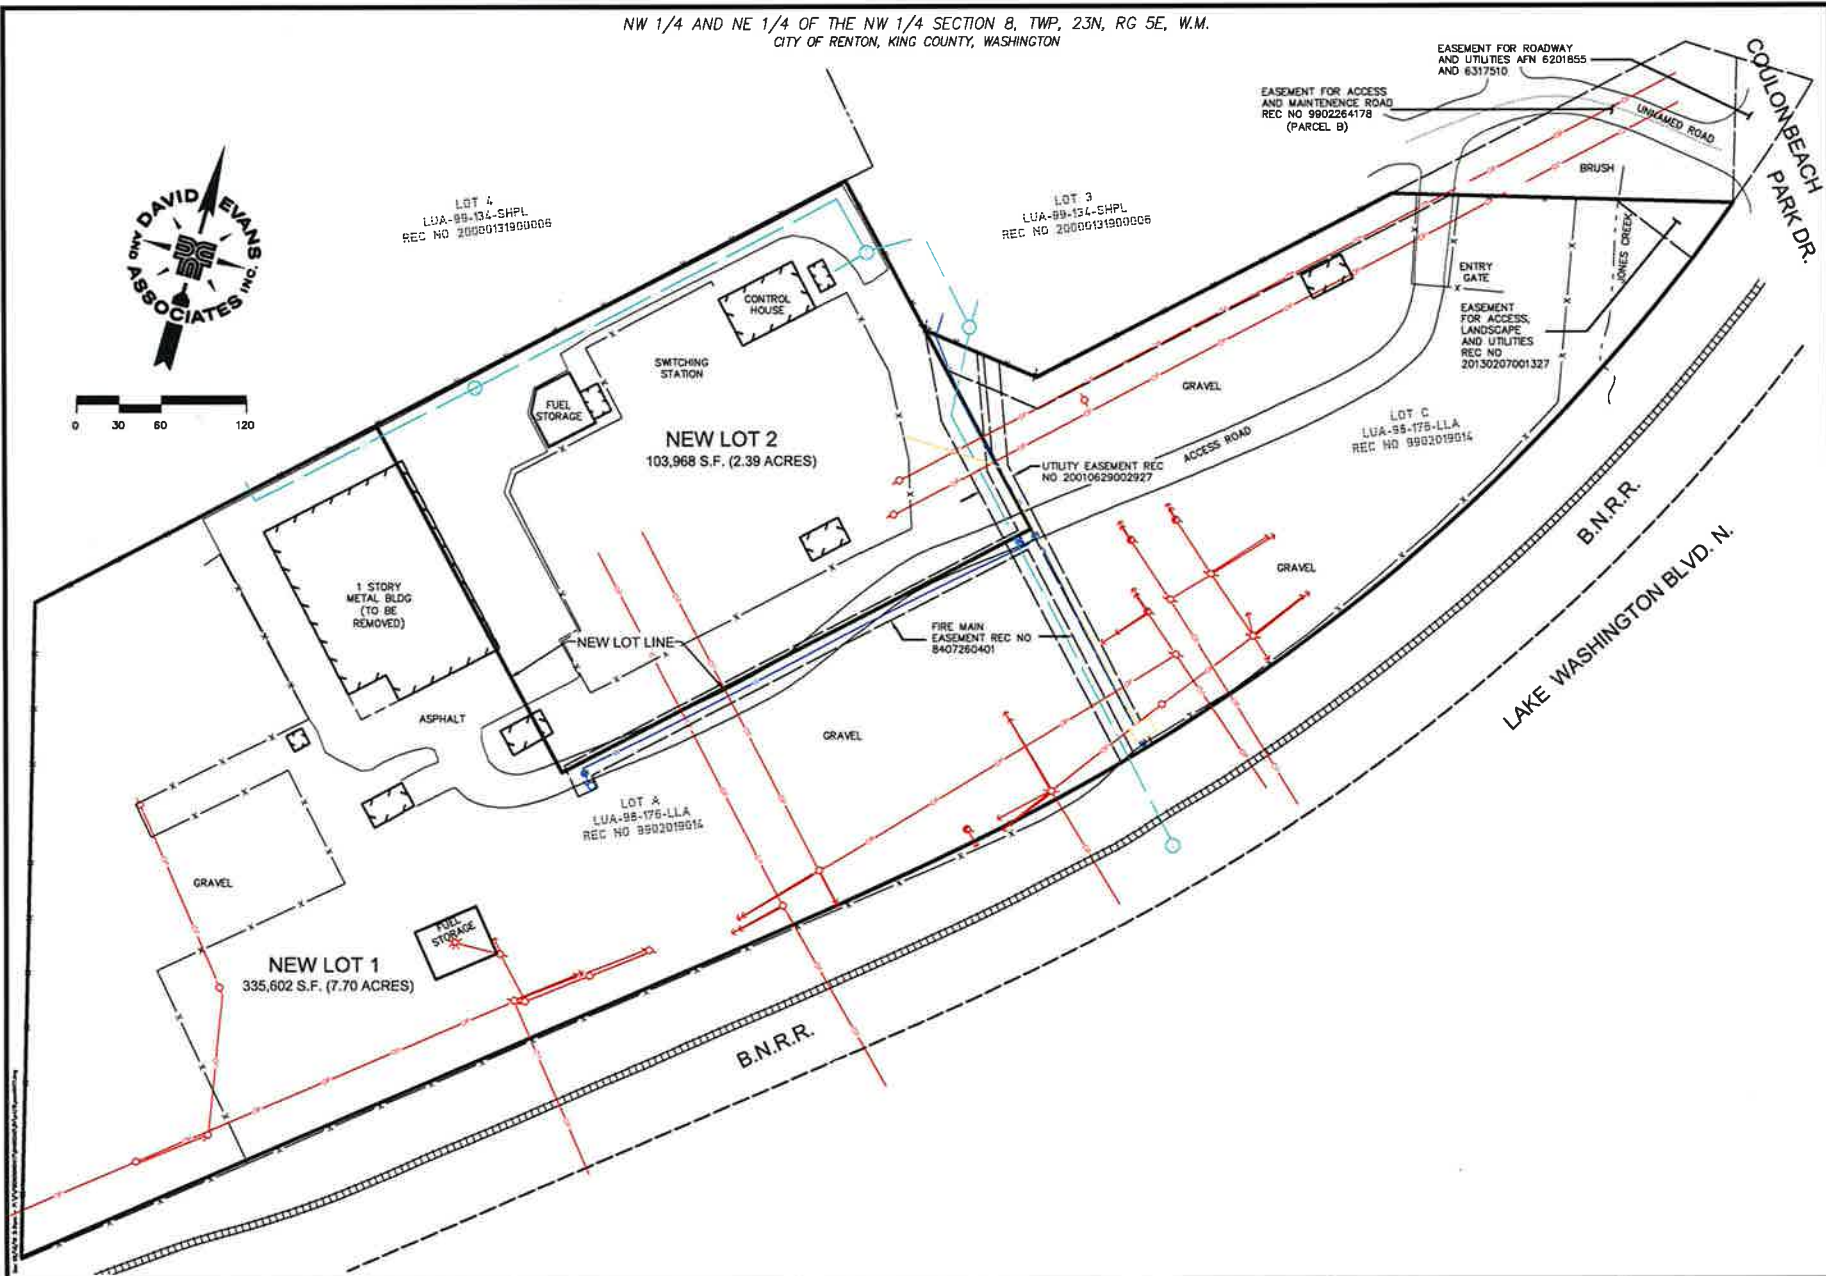 NW 1/4 AND NE 1/4 OF THE NW 1/4 SECTION 8, TWP, 23N, RG 5E, W.M.
CITY OF RENTON, KING COUNTY, WASHINGTON
EASEMENT FOR ROADWAY
AND UTILITIES AFN 6201855
AND 6317510
EASEMENT FOR ACCESS
AND MAINTENENCE ROAD
REC NO 9902264178
(PARCEL B)
UNNAMED ROAD
COULON BEACH
PARK DR.
BRUSH
DAVID EVANS
AND ASSOCIATES INC.
0 30 60 120
LOT 4
LUA-99-134-SHPL
REC NO 20000131900006
LOT 3
LUA-99-134-SHPL
REC NO 20000131900006
JONES CREEK
ENTRY
GATE
EASEMENT
FOR ACCESS,
LANDSCAPE
AND UTILITIES
REC NO
20130207001327
CONTROL
HOUSE
SWITCHING
STATION
FUEL
STORAGE
NEW LOT 2
103,968 S.F. (2.39 ACRES)
GRAVEL
LOT C
LUA-98-176-LLA
REC NO 9902019014
ACCESS ROAD
UTILITY EASEMENT REC
NO 20010629002927
B.N.R.R.
LAKE WASHINGTON BLVD. N.
GRAVEL
1 STORY
METAL BLDG
(TO BE
REMOVED)
NEW LOT LINE
FIRE MAIN
EASEMENT REC NO
8407260401
ASPHALT
GRAVEL
LOT A
LUA-98-176-LLA
REC NO 9902019014
GRAVEL
FUEL
STORAGE
NEW LOT 1
335,602 S.F. (7.70 ACRES)
B.N.R.R.